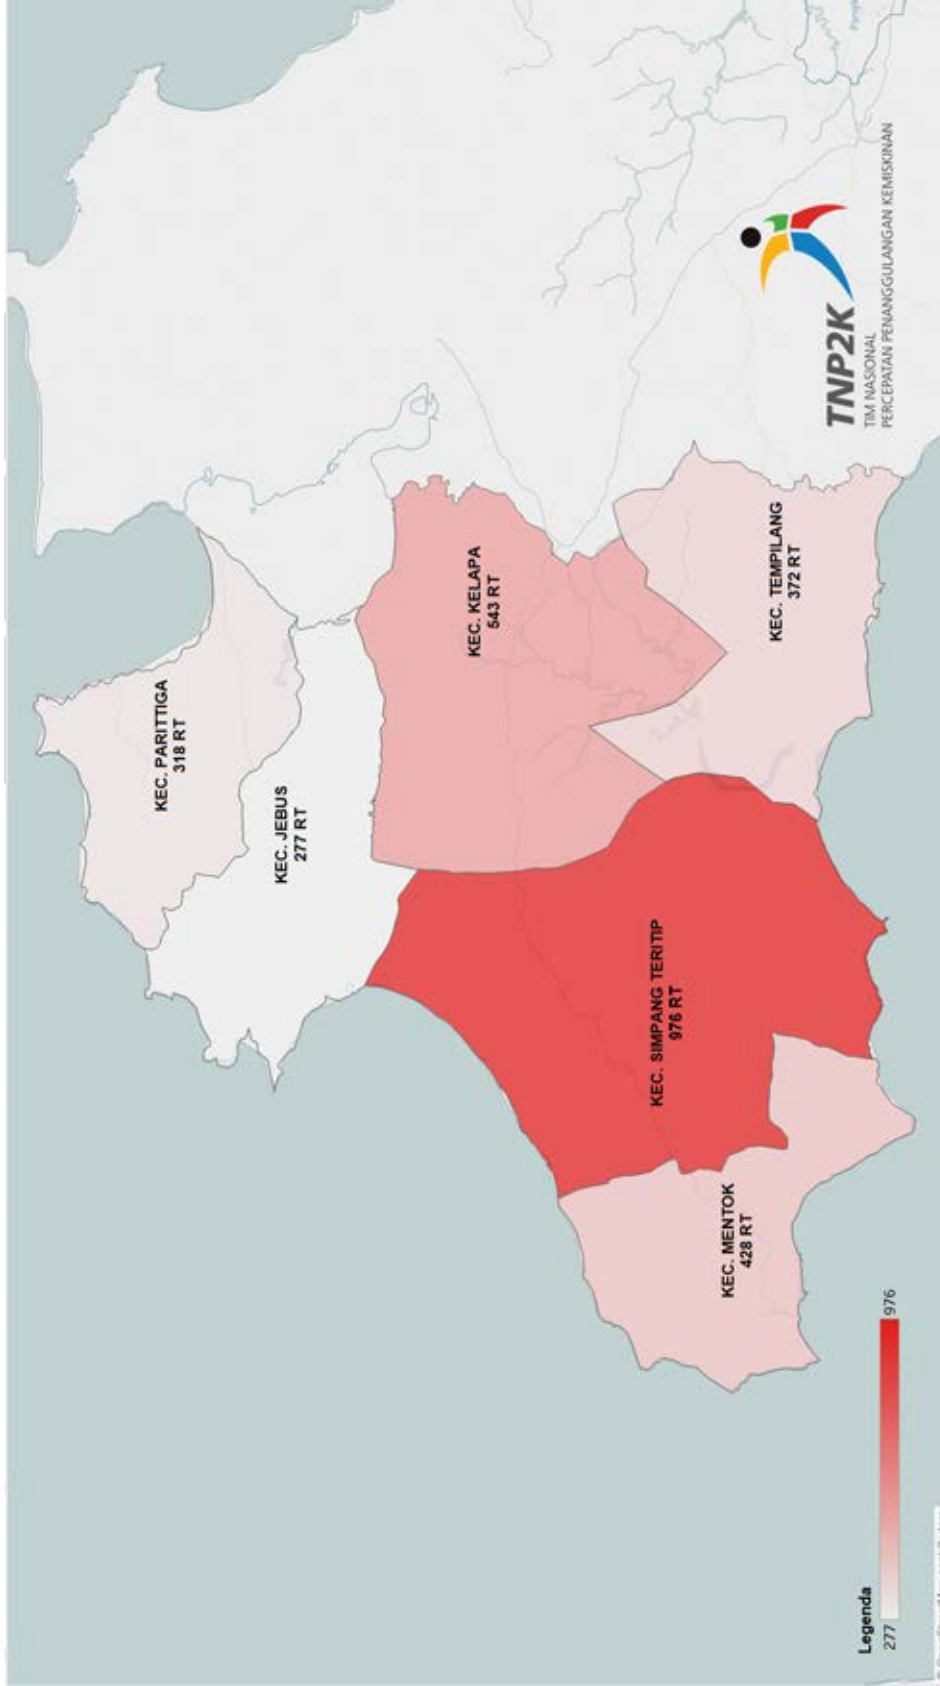 KEC. PARITTIGA
318 RT
KEC. JEBUS
277 RT
KEC. KELAPA
543 RT
KEC. SIMPANG TERITIP
976 RT
KEC. TEMPILANG
372 RT
KEC. MENTOK
428 RT
TNP2K
TIM NASIONAL
PERCEPATAN PENANGGULANGAN KEMISKINAN
Legenda
277 976